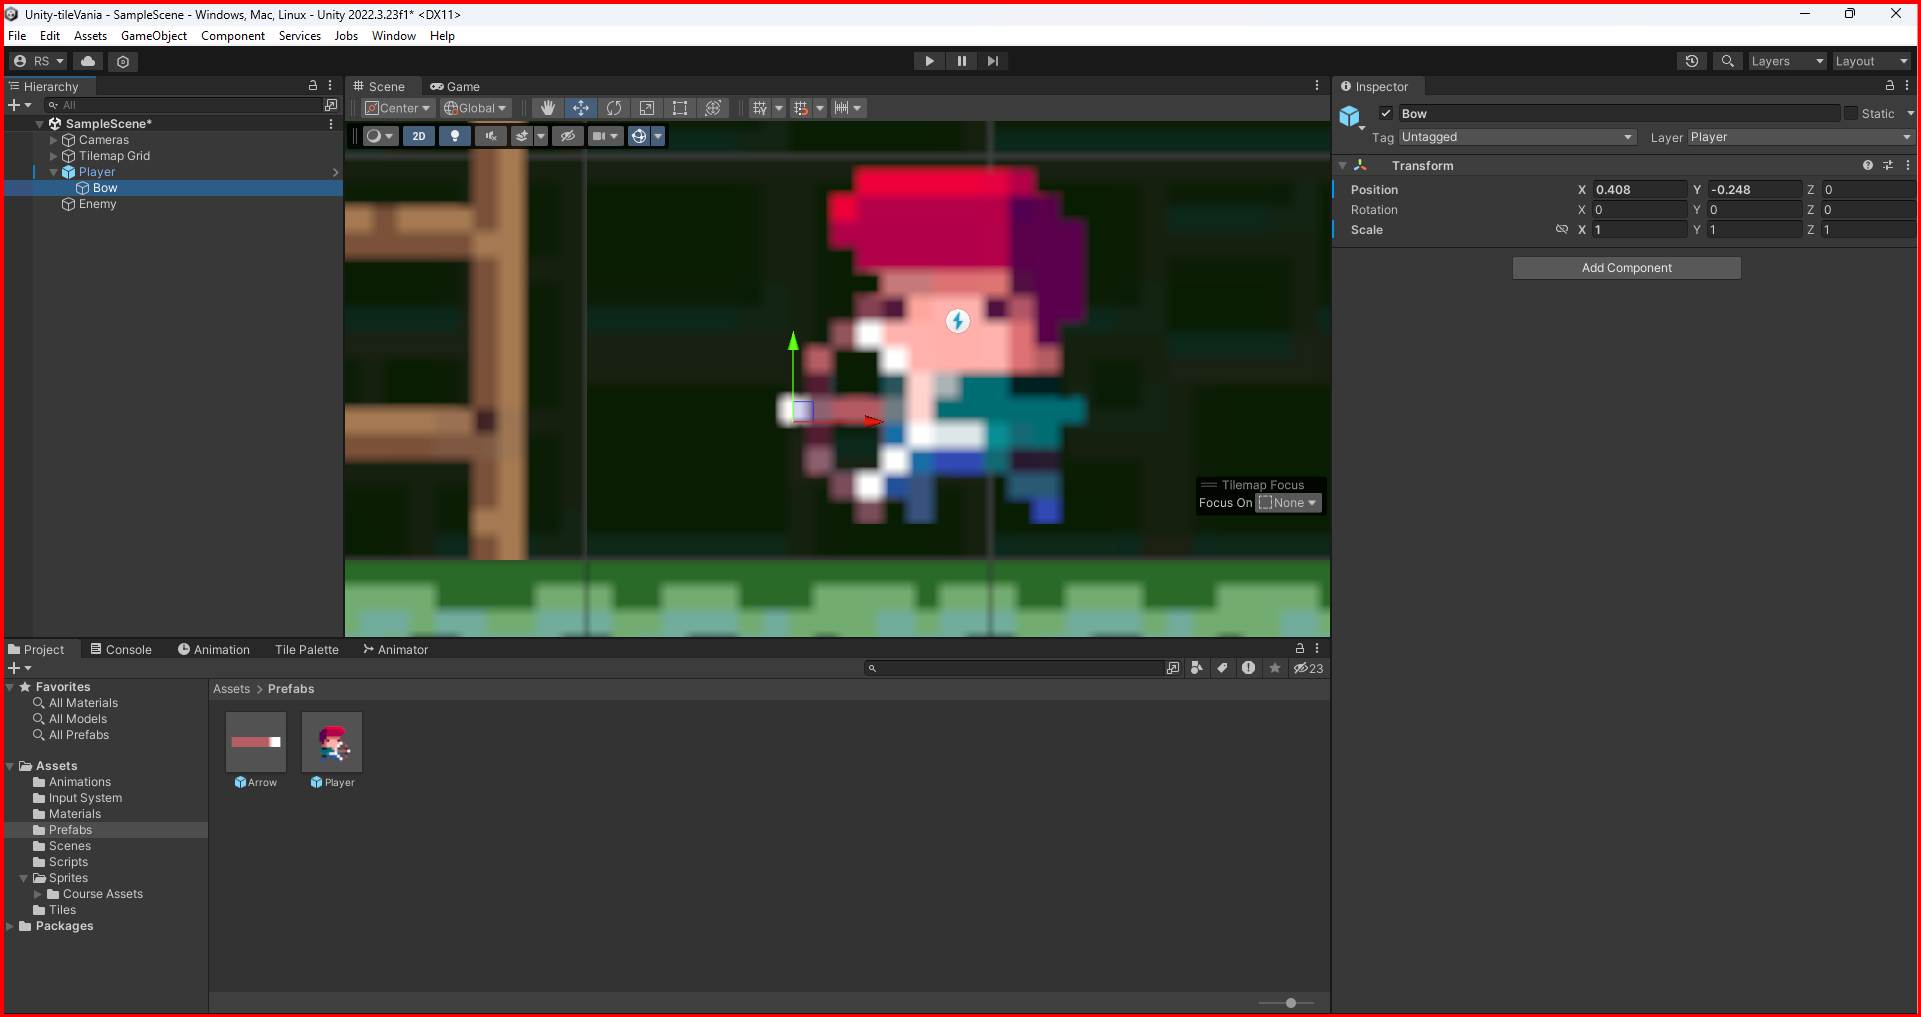 Unity-tileVania - SampleScene - Windows, Mac, Linux - Unity 2022.3.23f1* <DX11>
File Edit Assets GameObject Component Services Jobs Window Help
RS Layers Layout
Hierarchy
All
SampleScene*
Cameras
Tilemap Grid
Player
Bow
Enemy
Scene Game
Center Global
2D
Tilemap Focus
Focus On None
Inspector
Bow Static
Tag Untagged Layer Player
Transform
Position X 0.408 Y -0.248 Z 0
Rotation X 0 Y 0 Z 0
Scale X 1 Y 1 Z 1
Add Component
Project Console Animation Tile Palette Animator
23
Favorites
All Materials
All Models
All Prefabs
Assets
Animations
Input System
Materials
Prefabs
Scenes
Scripts
Sprites
Course Assets
Tiles
Packages
Assets > Prefabs
Arrow Player